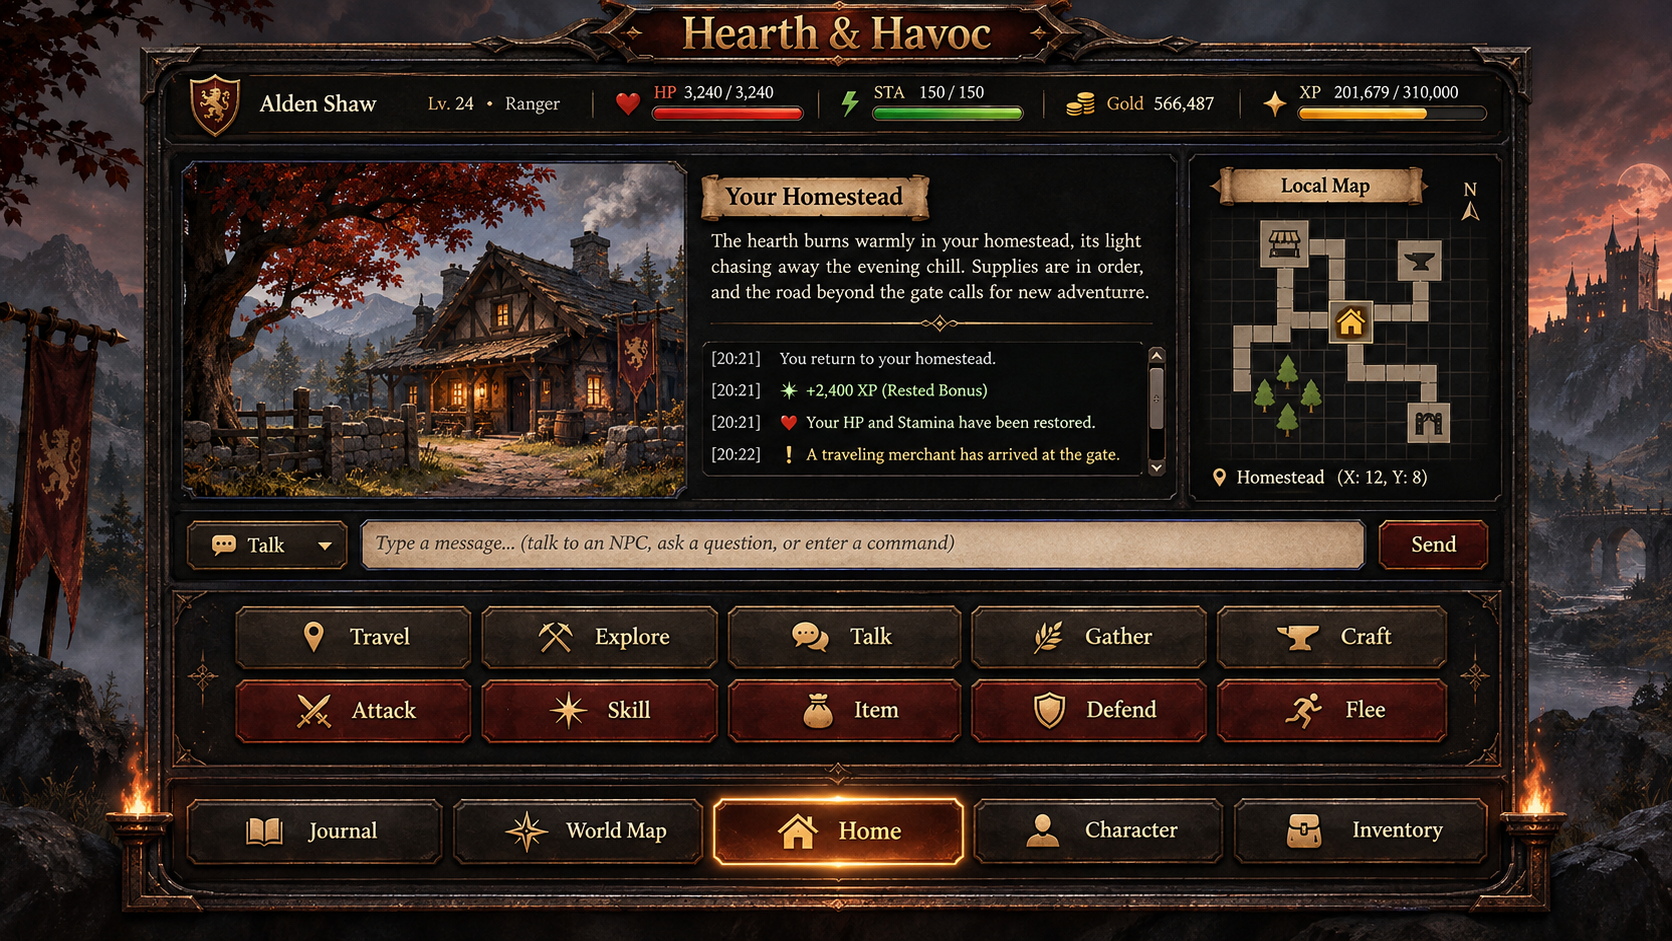 Hearth & Havoc
Alden Shaw
Lv. 24 • Ranger
HP 3,240 / 3,240
STA 150 / 150
Gold 566,487
XP 201,679 / 310,000
Your Homestead
The hearth burns warmly in your homestead, its light
chasing away the evening chill. Supplies are in order,
and the road beyond the gate calls for new adventurre.
[20:21] You return to your homestead.
[20:21] +2,400 XP (Rested Bonus)
[20:21] Your HP and Stamina have been restored.
[20:22] ! A traveling merchant has arrived at the gate.
Local Map
N
Homestead (X: 12, Y: 8)
Talk
Type a message... (talk to an NPC, ask a question, or enter a command)
Send
Travel
Explore
Talk
Gather
Craft
Attack
Skill
Item
Defend
Flee
Journal
World Map
Home
Character
Inventory